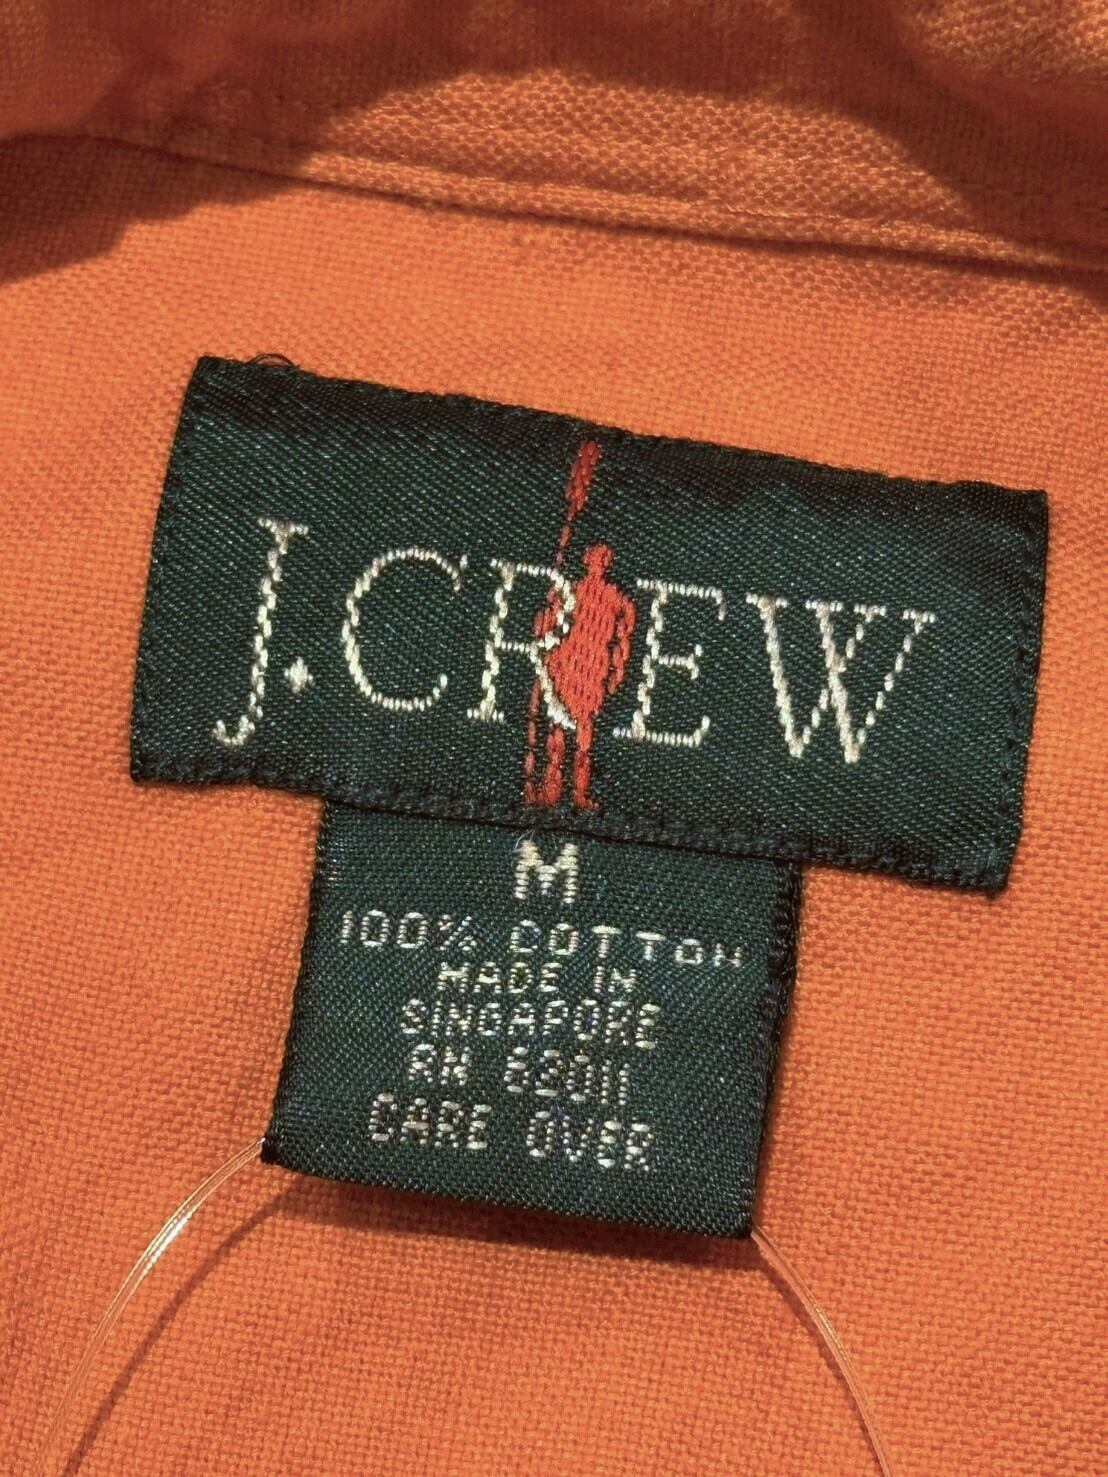 J.CREW
M
100% COTTON
MADE IN
SINGAPORE
RN 63011
CARE OVER